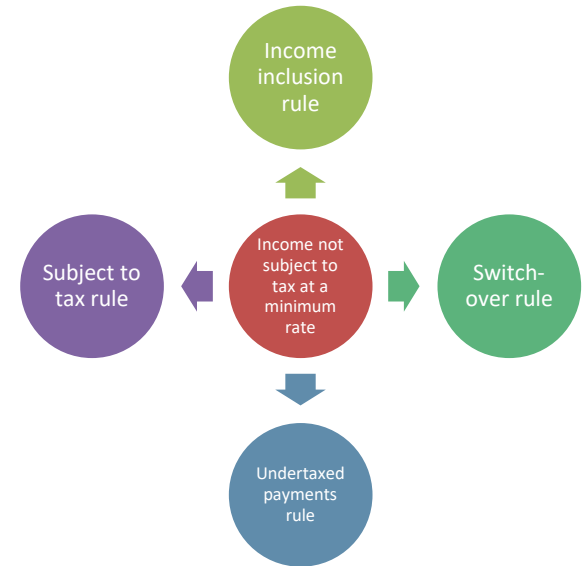 Income
inclusion
rule
Subject to
tax rule
Income not
subject to
tax at a
minimum
rate
Switch-
over rule
Undertaxed
payments
rule